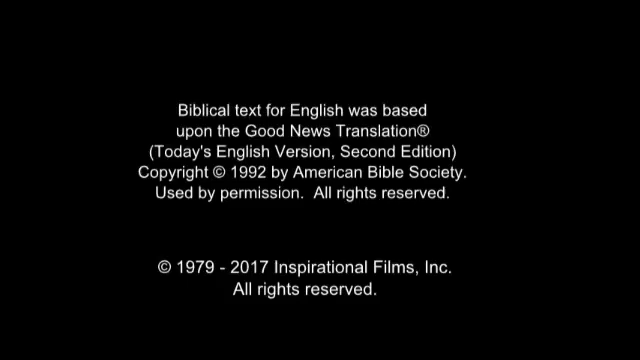 Biblical text for English was based
upon the Good News Translation®
(Today's English Version, Second Edition)
Copyright © 1992 by American Bible Society.
Used by permission.  All rights reserved.
© 1979 - 2017 Inspirational Films, Inc.
All rights reserved.